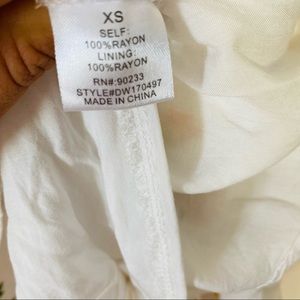 XS
SELF:
100%RAYON
LINING:
100%RAYON
RN#:90233
STYLE#DW170497
MADE IN CHINA